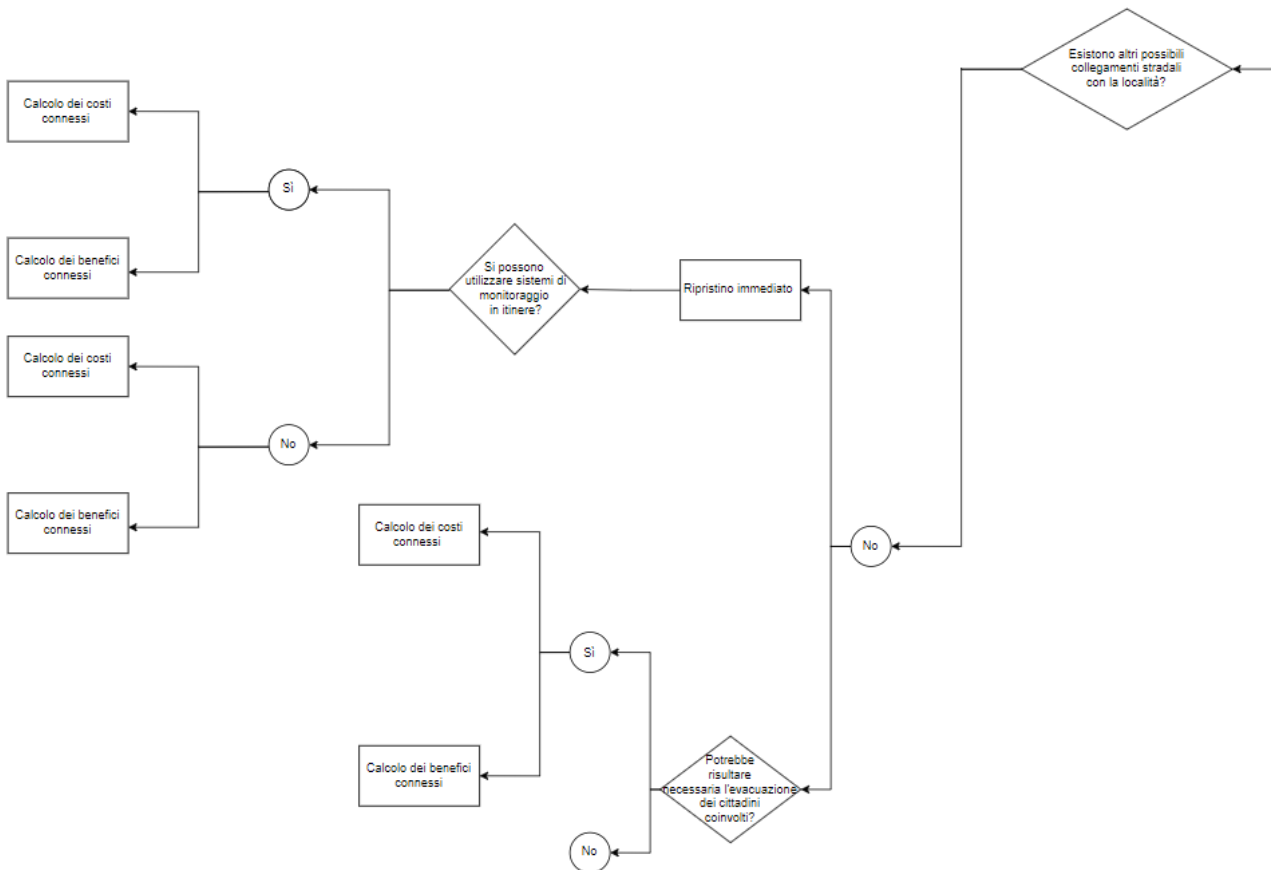 Esistono altri possibili
collegamenti stradali
con la località?
Calcolo dei costi
connessi
Sì
Calcolo dei benefici
connessi
Si possono
utilizzare sistemi di
monitoraggio
in itinere?
Ripristino immediato
Calcolo dei costi
connessi
No
Calcolo dei benefici
connessi
Calcolo dei costi
connessi
No
Sì
Calcolo dei benefici
connessi
Potrebbe
risultare
necessaria l'evacuazione
dei cittadini
coinvolti?
No